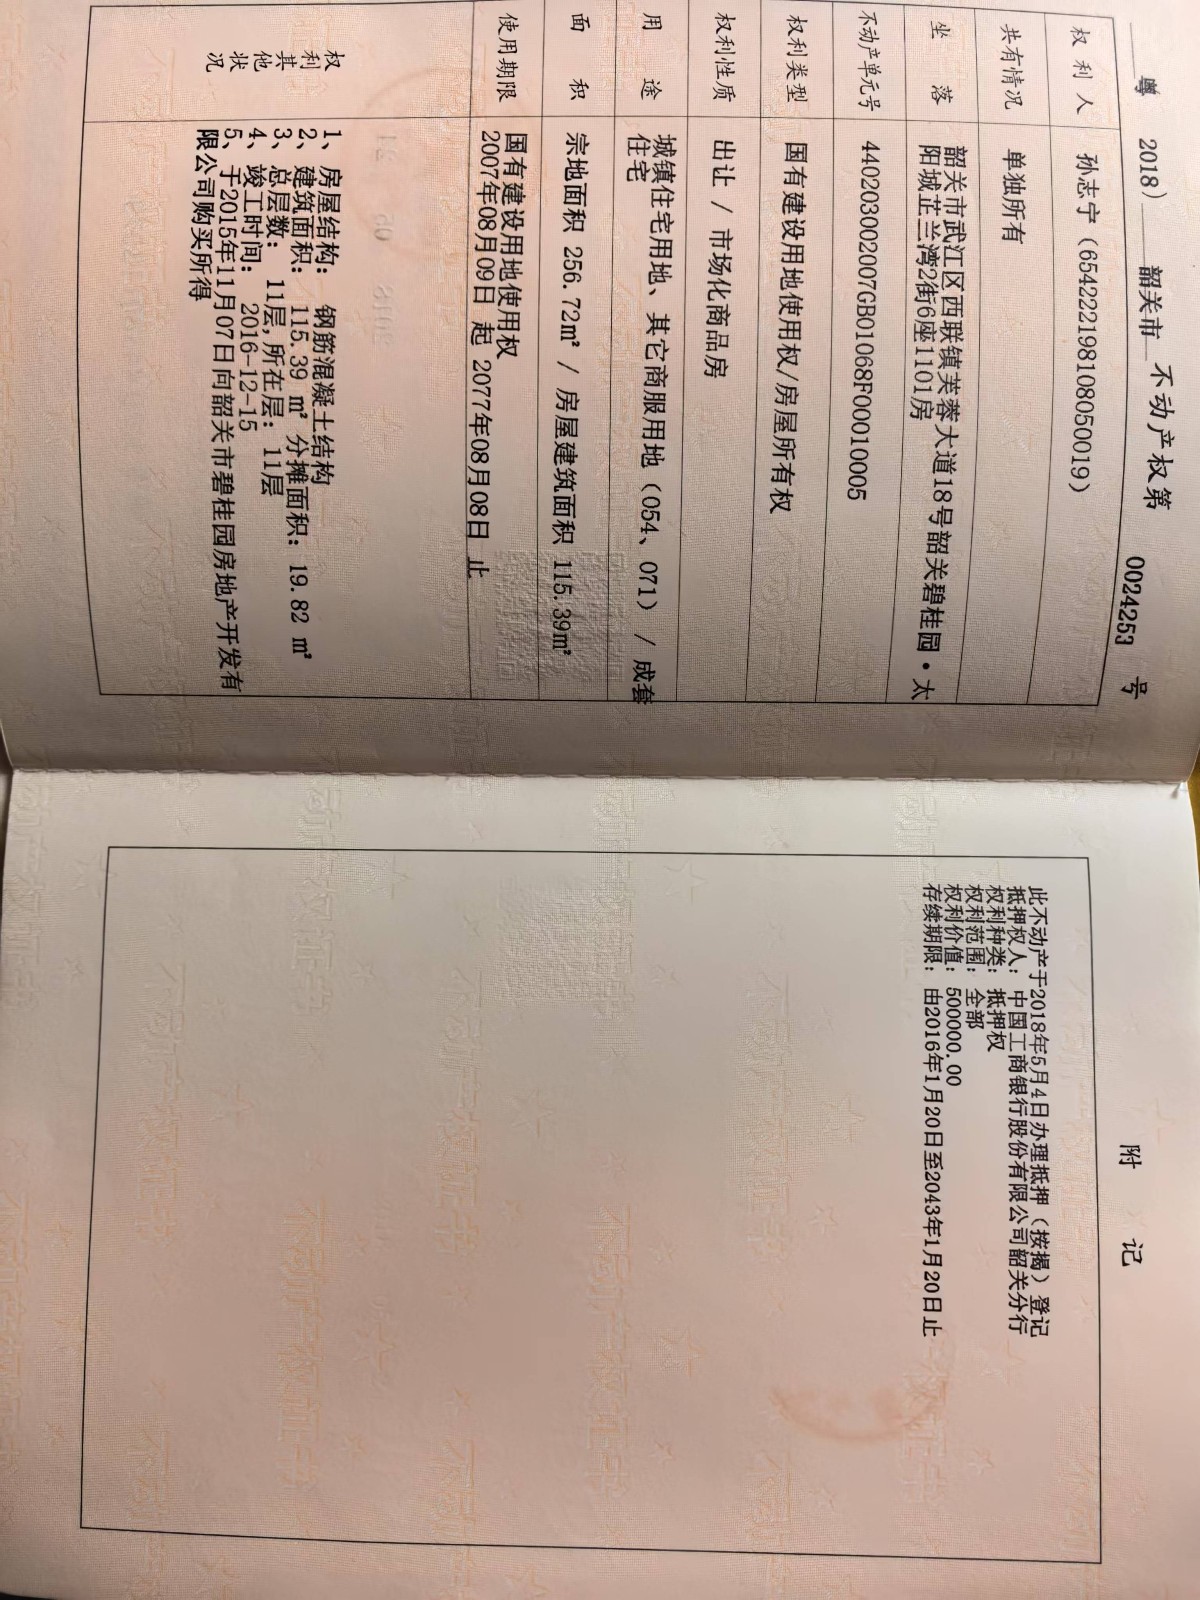 粤 2018) 韶关市 不动产权第 0024253 号
权利人 孙志宁（654222198108050019）
共有情况 单独所有
坐落 韶关市武江区西联镇芙蓉大道18号韶关碧桂园·太
阳城芷兰湾2街6座1101房
不动产单元号 440203002007GB01068F00010005
权利类型 国有建设用地使用权/房屋所有权
权利性质 出让 / 市场化商品房
用途 城镇住宅用地、其它商服用地（054、071） / 成套
住宅
面积 宗地面积 256.72㎡ / 房屋建筑面积 115.39㎡
使用期限 国有建设用地使用权
2007年08月09日 起 2077年08月08日 止
权利其他状况
1、房屋结构： 钢筋混凝土结构
2、建筑面积：115.39 ㎡ 分摊面积：19.82 ㎡
3、总层数： 11层,所在层： 11层
4、竣工时间： 2016-12-15
5、于2015年11月07日向韶关市碧桂园房地产开发有
限公司购买所得
附 记
此不动产于2018年5月4日办理抵押（按揭）登记
抵押权人：中国工商银行股份有限公司韶关分行
权利种类：抵押权
权利范围：全部
权利价值：500000.00
存续期限：由2016年1月20日至2043年1月20日止